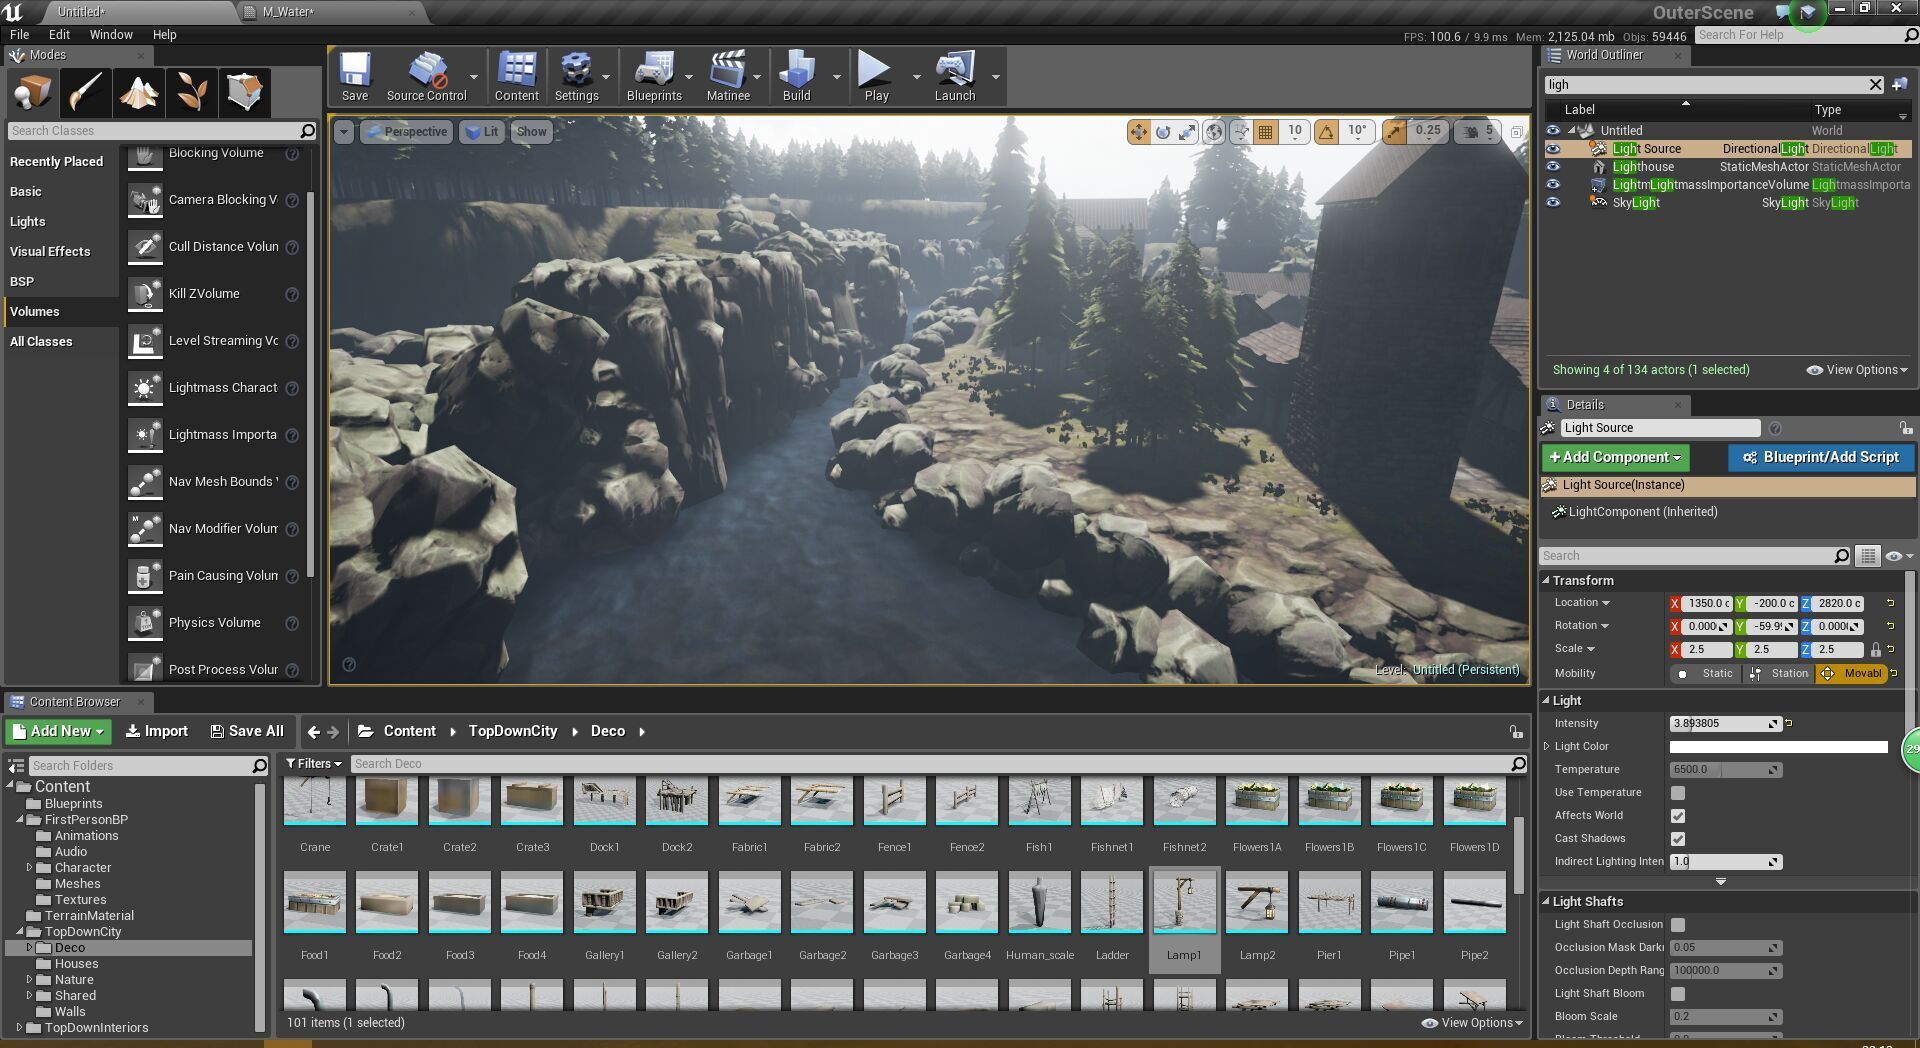 Untitled*
M_Water*
OuterScene
File Edit Window Help
FPS: 100.6 / 9.9 ms Mem: 2,125.04 mb Objs: 59446
Search For Help
Modes
Search Classes
Recently Placed
Basic
Lights
Visual Effects
BSP
Volumes
All Classes
Blocking Volume
Camera Blocking V
Cull Distance Volun
Kill ZVolume
Level Streaming Vo
Lightmass Charact
Lightmass Importa
Nav Mesh Bounds
Nav Modifier Volum
Pain Causing Volum
Physics Volume
Post Process Volur
Save
Source Control
Content
Settings
Blueprints
Matinee
Build
Play
Launch
Perspective
Lit
Show
10
10°
0.25
5
Level: Untitled (Persistent)
World Outliner
ligh
Label Type
Untitled World
Light Source DirectionalLight DirectionalLight
Lighthouse StaticMeshActor StaticMeshActor
LightmLightmassImportanceVolume LightmassImporta
SkyLight SkyLight SkyLight
Showing 4 of 134 actors (1 selected)
View Options
Details
Light Source
+Add Component
Blueprint/Add Script
Light Source(Instance)
LightComponent (Inherited)
Search
Transform
Location X 1350.0 c Y -200.0 c Z 2820.0 c
Rotation X 0.000 Y -59.9 Z 0.000
Scale X 2.5 Y 2.5 Z 2.5
Mobility Static Station Movabl
Light
Intensity 3.893805
Light Color
Temperature 6500.0
Use Temperature
Affects World
Cast Shadows
Indirect Lighting Inten 1.0
Light Shafts
Light Shaft Occlusion
Occlusion Mask Darkn 0.05
Occlusion Depth Rang 100000.0
Light Shaft Bloom
Bloom Scale 0.2
29
Content Browser
Add New
Import
Save All
Content
TopDownCity
Deco
Search Folders
Filters
Search Deco
Content
Blueprints
FirstPersonBP
Animations
Audio
Character
Meshes
Textures
TerrainMaterial
TopDownCity
Deco
Houses
Nature
Shared
Walls
TopDownInteriors
Crane Crate1 Crate2 Crate3 Dock1 Dock2 Fabric1 Fabric2 Fence1 Fence2 Fish1 Fishnet1 Fishnet2 Flowers1A Flowers1B Flowers1C Flowers1D
Food1 Food2 Food3 Food4 Gallery1 Gallery2 Garbage1 Garbage2 Garbage3 Garbage4 Human_scale Ladder Lamp1 Lamp2 Pier1 Pipe1 Pipe2
101 items (1 selected)
View Options